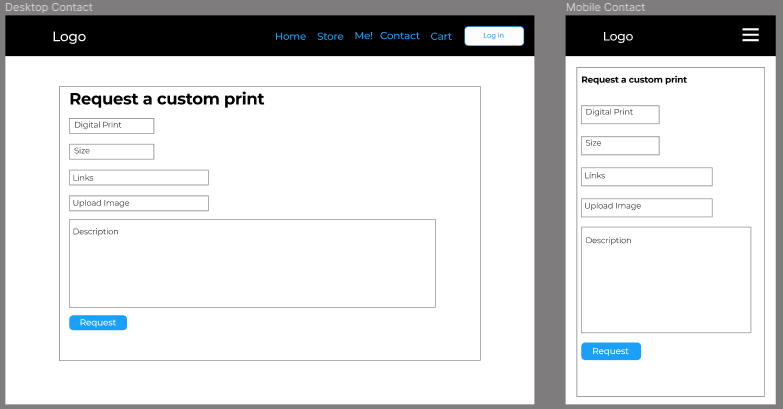 Desktop Contact
Logo
Home Store Me! Contact Cart Log in
Request a custom print
Digital Print
Size
Links
Upload Image
Description
Request
Mobile Contact
Logo
Request a custom print
Digital Print
Size
Links
Upload Image
Description
Request